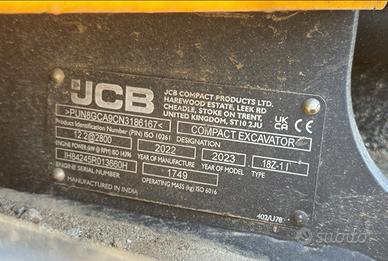 JCB
JCB COMPACT PRODUCTS LTD.
HAREWOOD ESTATE, LEEK RD
CHEADLE, STOKE ON TRENT,
UNITED KINGDOM, ST10 2JU
UK CA CE
>PUN8GCA9CN3186167<
Product Identification Number (PIN) ISO 10261
COMPACT EXCAVATOR
DESIGNATION
12.2@2800
ENGINE POWER (kW @ RPM) ISO 14396
2022
YEAR OF MANUFACTURE
2023
MODEL YEAR
18Z-1 I
TYPE
IH84245R013660H
ENGINE SERIAL NUMBER
1749
OPERATING MASS (kg) ISO 6016
MANUFACTURED IN INDIA
402/U78
subito